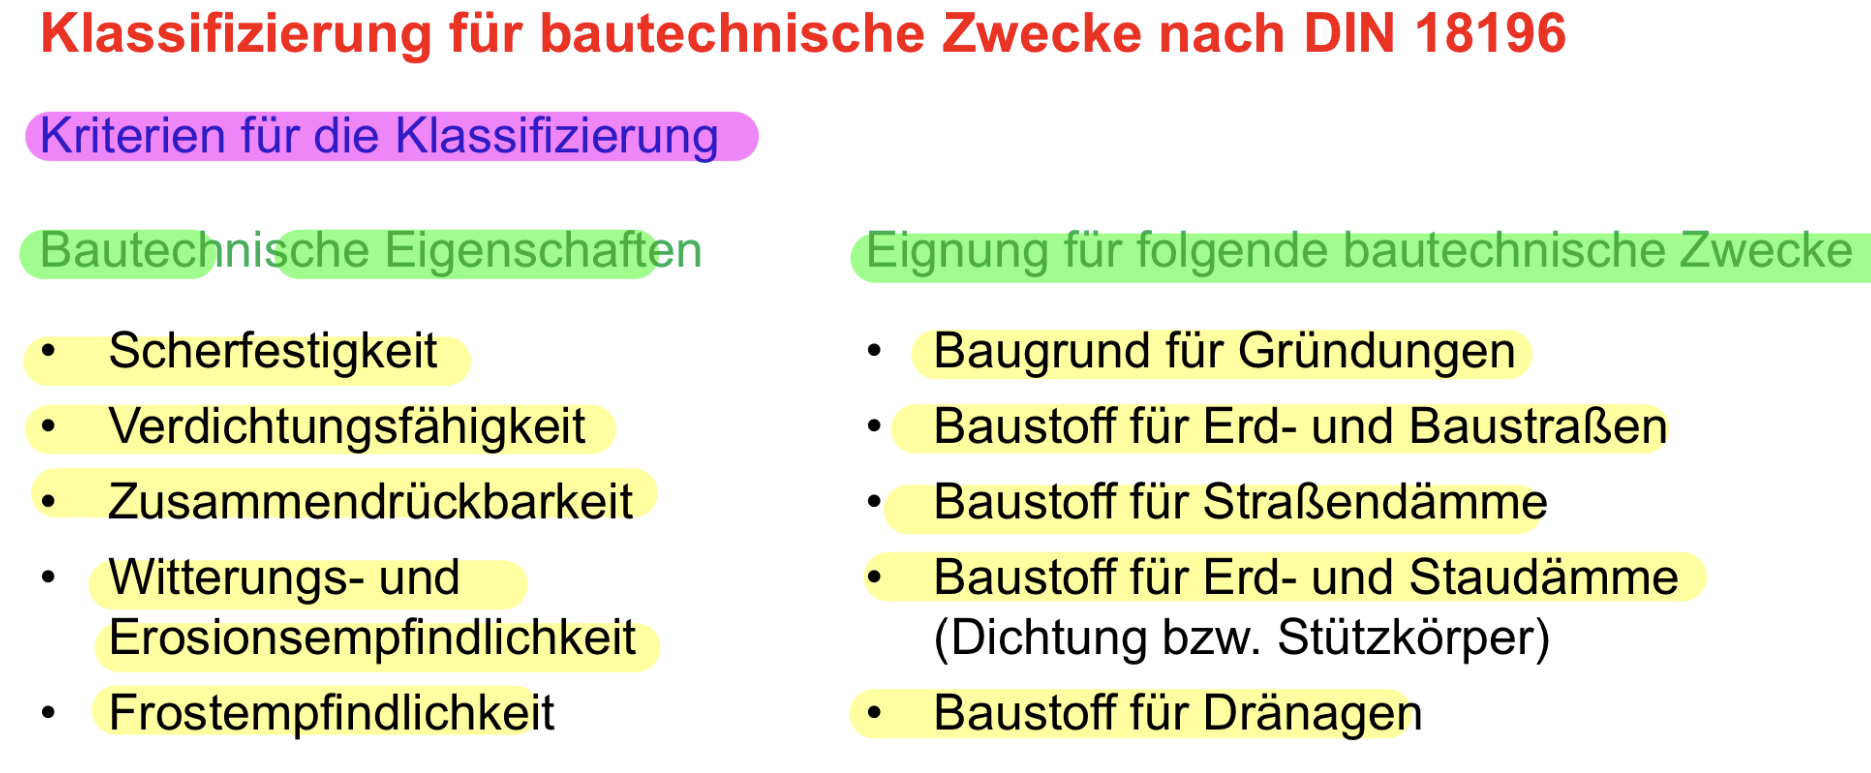 Klassifizierung für bautechnische Zwecke nach DIN 18196
Kriterien für die Klassifizierung
Bautechnische Eigenschaften
• Scherfestigkeit
• Verdichtungsfähigkeit
• Zusammendrückbarkeit
• Witterungs- und
Erosionsempfindlichkeit
• Frostempfindlichkeit
Eignung für folgende bautechnische Zwecke
• Baugrund für Gründungen
• Baustoff für Erd- und Baustraßen
• Baustoff für Straßendämme
• Baustoff für Erd- und Staudämme
(Dichtung bzw. Stützkörper)
• Baustoff für Dränagen